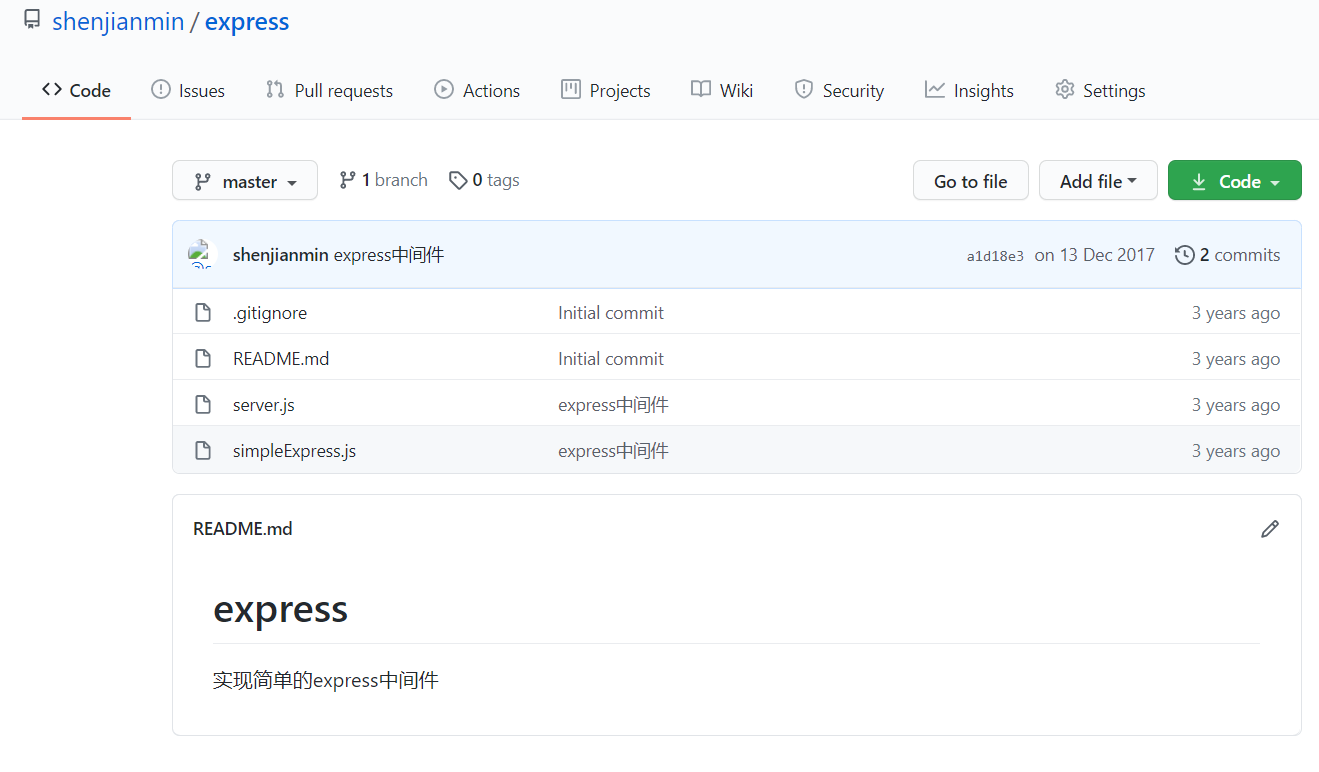 shenjianmin / express
Code Issues Pull requests Actions Projects Wiki Security Insights Settings
master 1 branch 0 tags Go to file Add file Code
shenjianmin express中间件 a1d18e3 on 13 Dec 2017 2 commits
.gitignore Initial commit 3 years ago
README.md Initial commit 3 years ago
server.js express中间件 3 years ago
simpleExpress.js express中间件 3 years ago
README.md
express
实现简单的express中间件